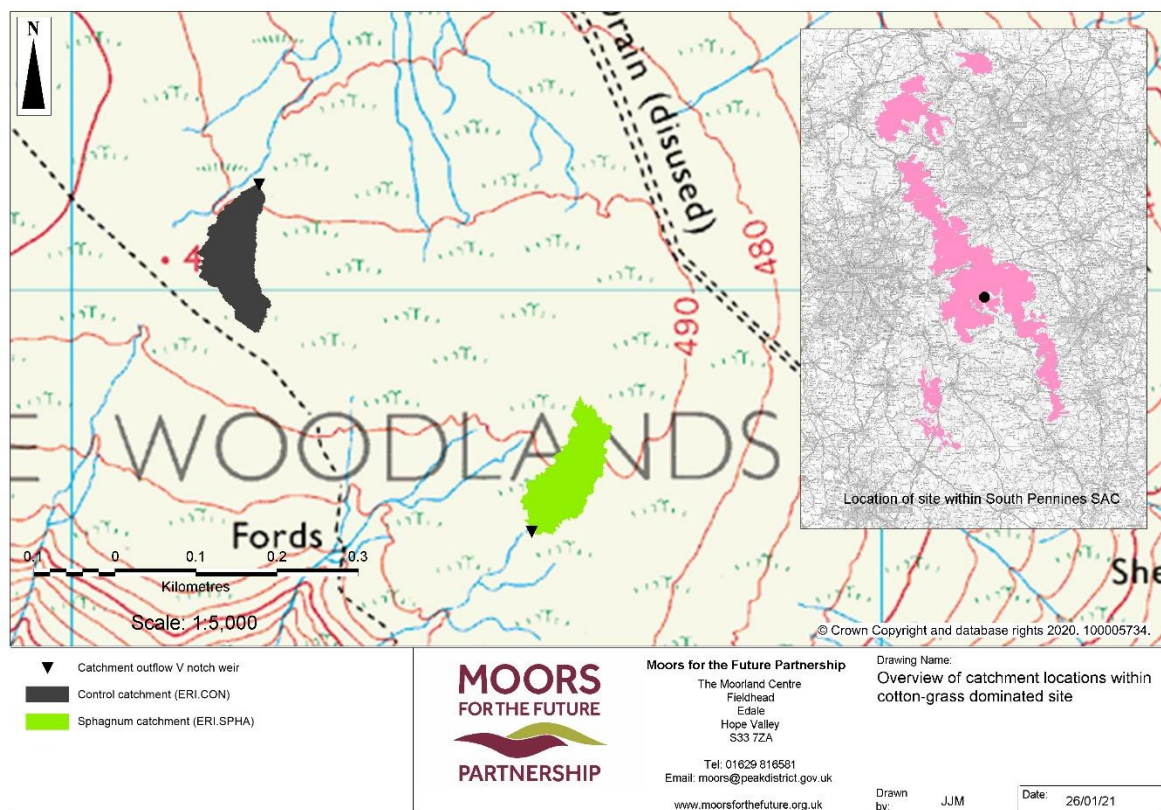 N
Drain (disused)
480
4
490
E WOODLANDS
Fords
She
0.1 0 0.1 0.2 0.3
Kilometres
Scale: 1:5,000
Location of site within South Pennines SAC
© Crown Copyright and database rights 2020. 100005734.
Catchment outflow V notch weir
Control catchment (ERI.CON)
Sphagnum catchment (ERI.SPHA)
MOORS
FOR THE FUTURE
PARTNERSHIP
Moors for the Future Partnership
The Moorland Centre
Fieldhead
Edale
Hope Valley
S33 7ZA
Tel: 01629 816581
Email: moors@peakdistrict.gov.uk
www.moorsforthefuture.org.uk
Drawing Name:
Overview of catchment locations within
cotton-grass dominated site
Drawn
by: JJM
Date: 26/01/21